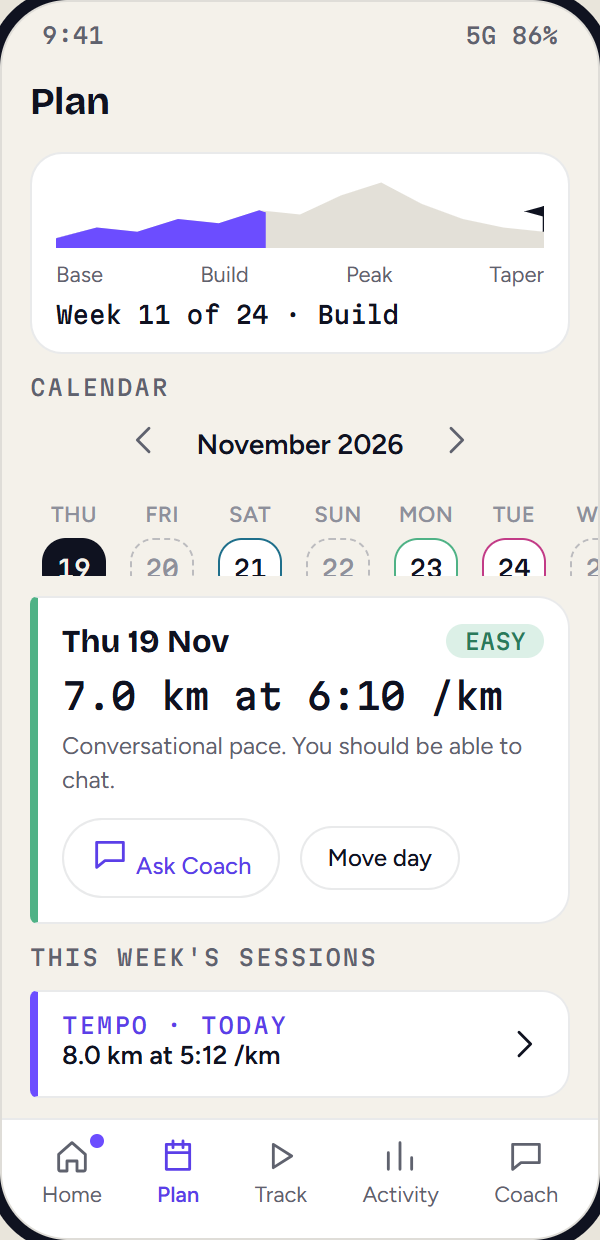 9:41 5G 86%
Plan
Base Build Peak Taper
Week 11 of 24 · Build
CALENDAR
November 2026
THU FRI SAT SUN MON TUE W
19 20 21 22 23 24 2
Thu 19 Nov EASY
7.0 km at 6:10 /km
Conversational pace. You should be able to
chat.
Ask Coach Move day
THIS WEEK'S SESSIONS
TEMPO · TODAY
8.0 km at 5:12 /km
Home Plan Track Activity Coach